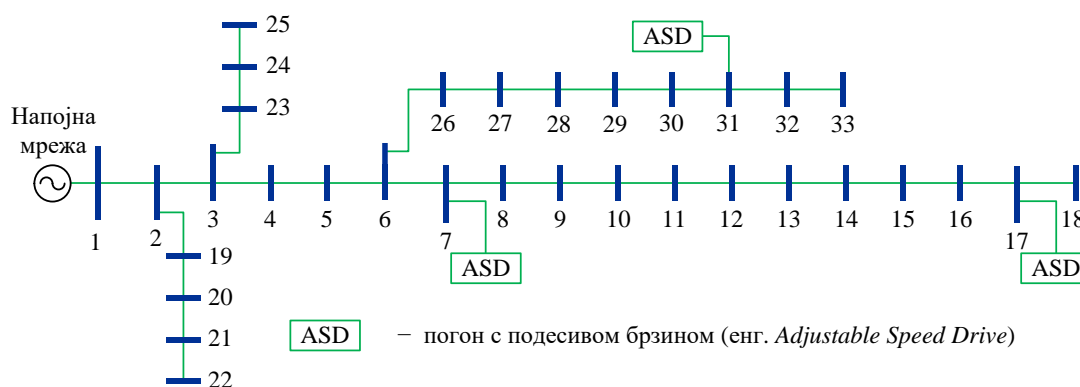 25
24
23
ASD
26 27 28 29 30 31 32 33
Напојна
мрежа
1 2 3 4 5 6 7 8 9 10 11 12 13 14 15 16 17 18
19
20
21
22
ASD
ASD
ASD – погон с подесивом брзином (енг. Adjustable Speed Drive)